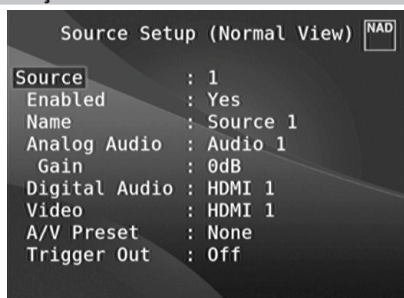 Source Setup (Normal View) NAD
Source : 1
Enabled : Yes
Name : Source 1
Analog Audio : Audio 1
Gain : 0dB
Digital Audio : HDMI 1
Video : HDMI 1
A/V Preset : None
Trigger Out : Off